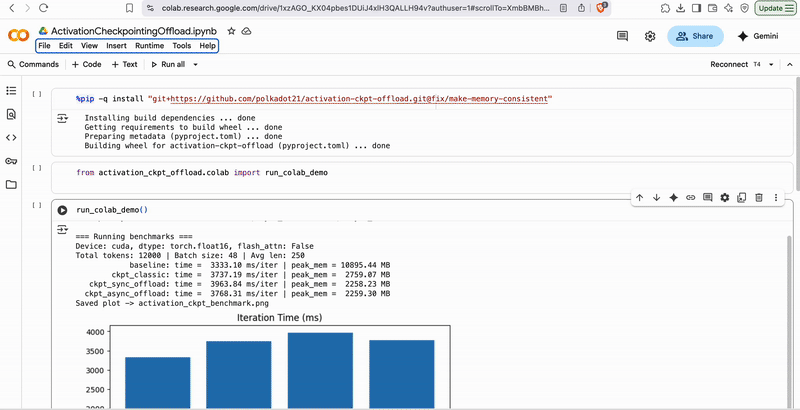 colab.research.google.com/drive/1xzAGO_KX04pbes1DUiJ4xIH3QALLH94v?authuser=1#scrollTo=XmbBMBh...
Update
ActivationCheckpointingOffload.ipynb
File Edit View Insert Runtime Tools Help
Share
Gemini
Commands + Code + Text Run all
Reconnect T4
[ ]
%pip -q install "git+https://github.com/polkadot21/activation-ckpt-offload.git@fix/make-memory-consistent"
Installing build dependencies ... done
Getting requirements to build wheel ... done
Preparing metadata (pyproject.toml) ... done
Building wheel for activation-ckpt-offload (pyproject.toml) ... done
[ ]
from activation_ckpt_offload.colab import run_colab_demo
[ ]
run_colab_demo()
=== Running benchmarks ===
Device: cuda, dtype: torch.float16, flash_attn: False
Total tokens: 12000 | Batch size: 48 | Avg len: 250
baseline: time = 3333.10 ms/iter | peak_mem = 10895.44 MB
ckpt_classic: time = 3737.19 ms/iter | peak_mem = 2759.07 MB
ckpt_sync_offload: time = 3963.84 ms/iter | peak_mem = 2258.23 MB
ckpt_async_offload: time = 3768.31 ms/iter | peak_mem = 2259.30 MB
Saved plot -> activation_ckpt_benchmark.png
Iteration Time (ms)
4000
3500
3000
2500